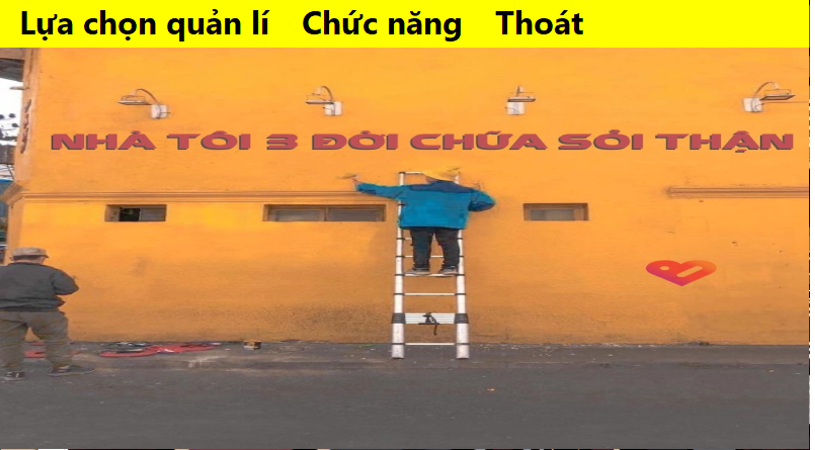 Lựa chọn quản lí Chức năng Thoát
NHÀ TÔI 3 ĐỜI CHỮA SỎI THẬN